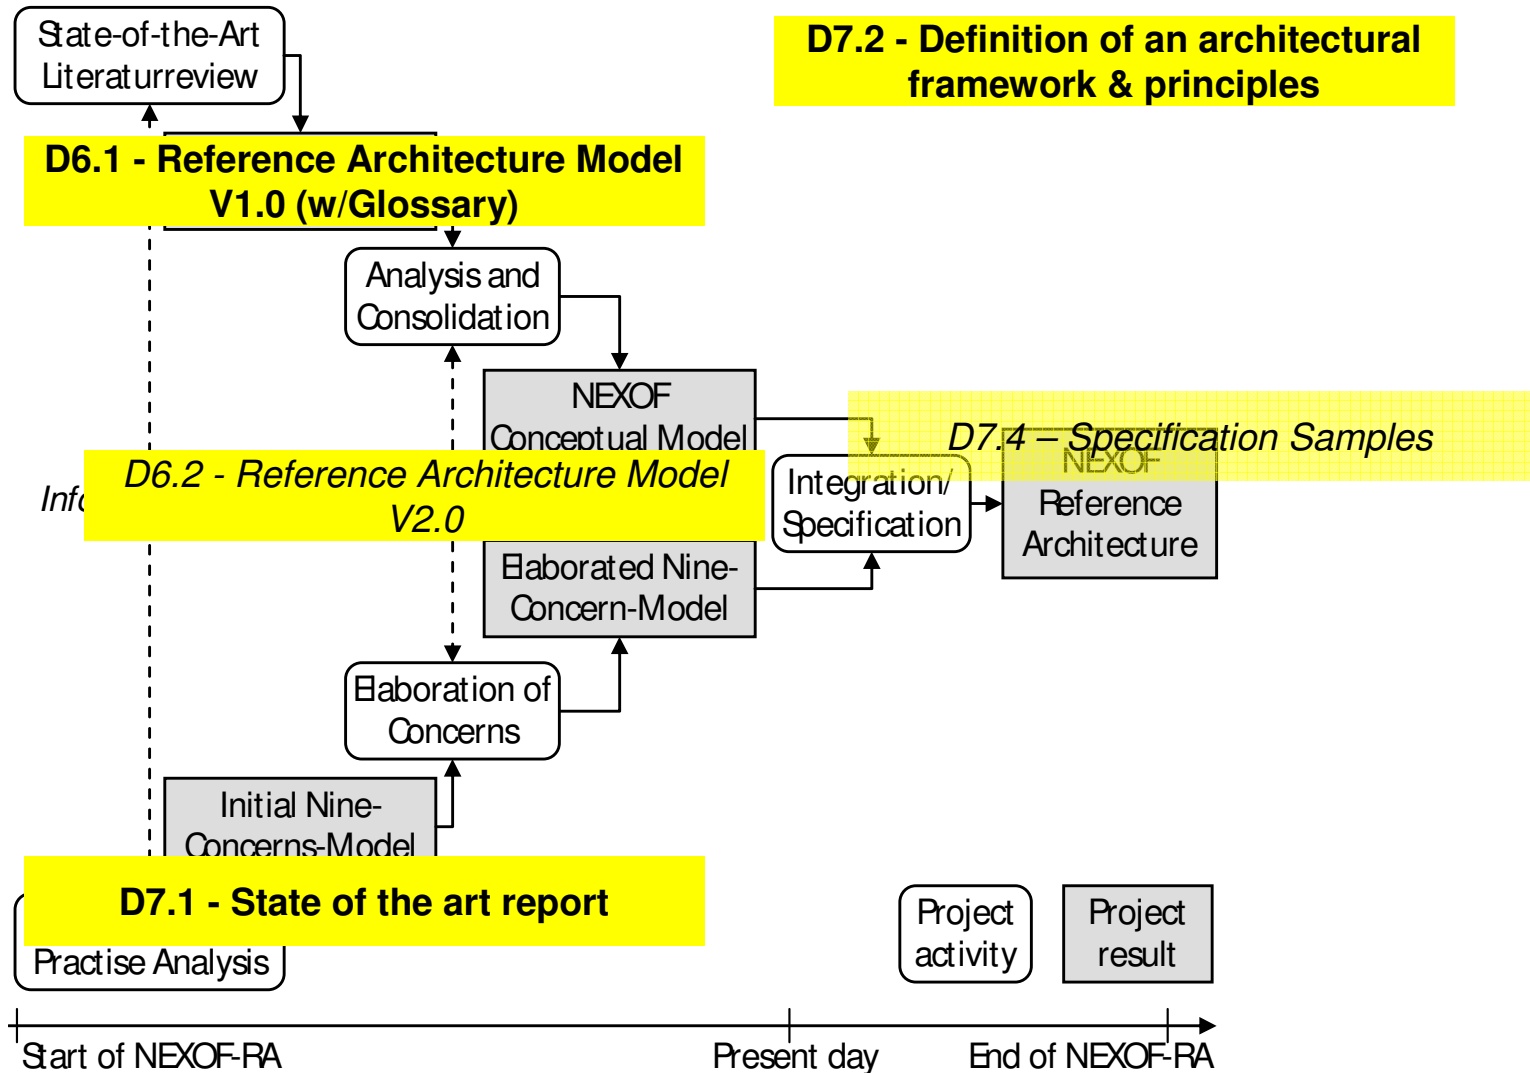 State-of-the-Art
Literaturreview
D7.2 - Definition of an architectural
framework & principles
D6.1 - Reference Architecture Model
V1.0 (w/Glossary)
Analysis and
Consolidation
NEXOF
Conceptual Model
D7.4 – Specification Samples
D6.2 - Reference Architecture Model
V2.0
Integration/
Specification
NEXOF
Reference
Architecture
Elaborated Nine-
Concern-Model
Elaboration of
Concerns
Initial Nine-
Concerns-Model
D7.1 - State of the art report
Practise Analysis
Project
activity
Project
result
Start of NEXOF-RA
Present day
End of NEXOF-RA